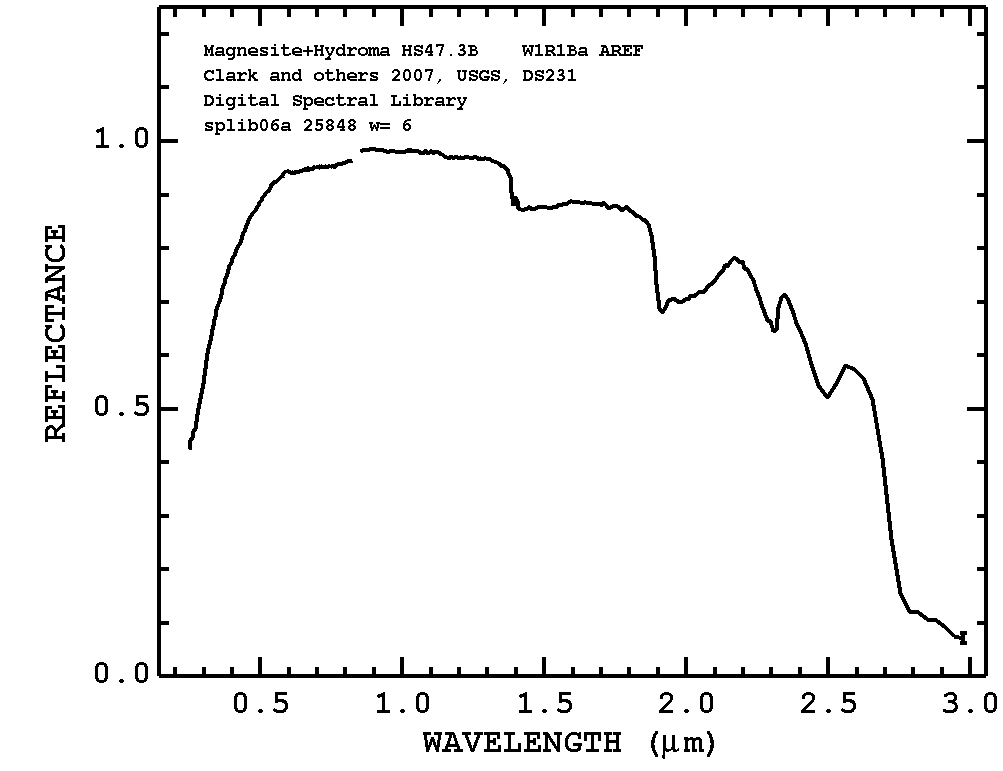 Magnesite+Hydroma HS47.3B    W1R1Ba AREF
Clark and others 2007, USGS, DS231
Digital Spectral Library
splib06a 25848 w= 6
1.0
REFLECTANCE
0.5
0.0
0.5 1.0 1.5 2.0 2.5 3.0
WAVELENGTH (μm)